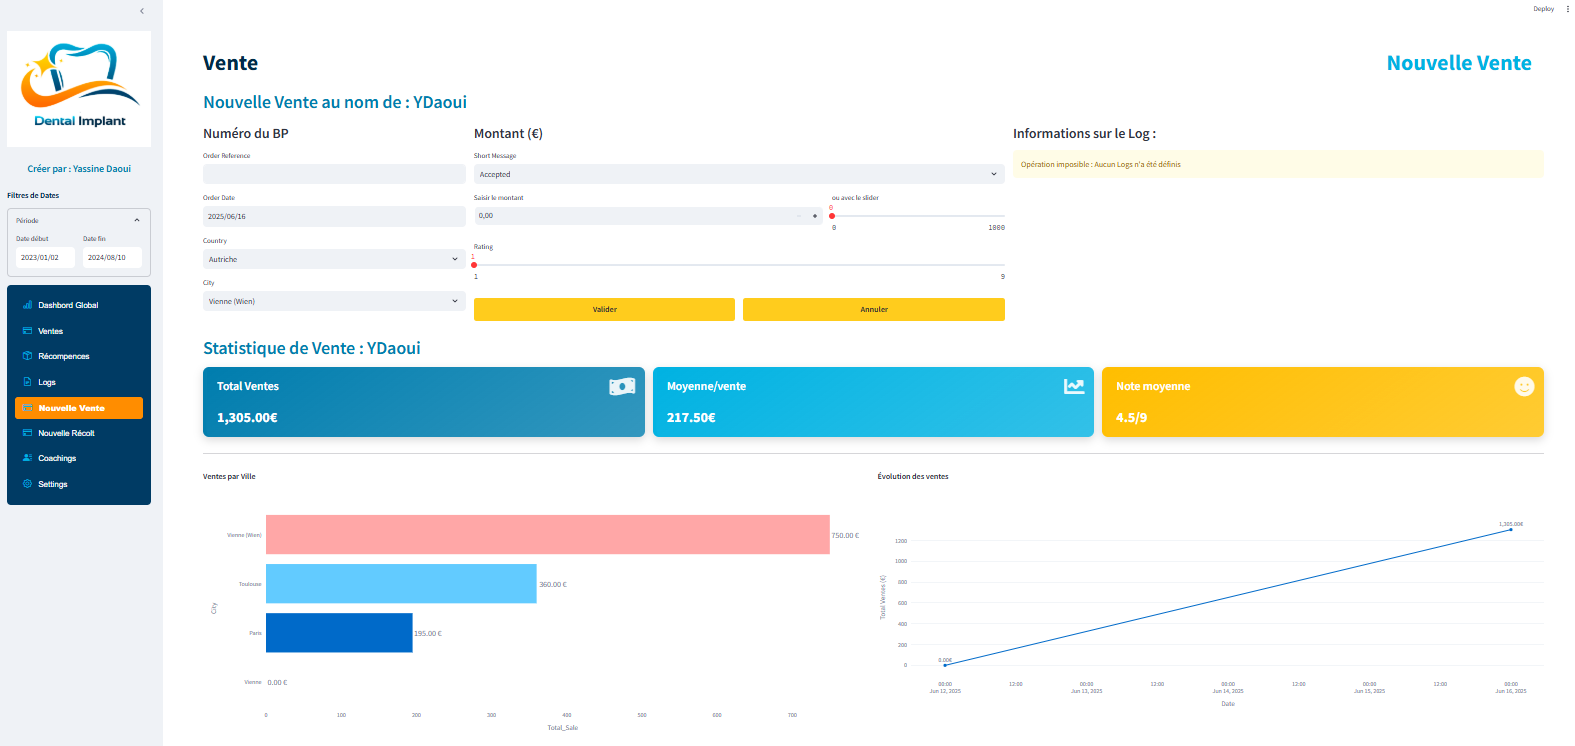 Deploy
Dental Implant
Créer par : Yassine Daoui
Filtres de Dates
Période
Date début
Date fin
2023/01/02
2024/08/10
Dashbord Global
Ventes
Récompences
Logs
Nouvelle Vente
Nouvelle Récolt
Coachings
Settings
Vente
Nouvelle Vente
Nouvelle Vente au nom de : YDaoui
Numéro du BP
Order Reference
Order Date
2025/06/16
Country
Autriche
City
Vienne (Wien)
Montant (€)
Short Message
Accepted
Saisir le montant
0,00
ou avec le slider
0
0
1000
Rating
1
1
9
Valider
Annuler
Informations sur le Log :
Opération imposible : Aucun Logs n'a été définis
Statistique de Vente : YDaoui
Total Ventes
1,305.00€
Moyenne/vente
217.50€
Note moyenne
4.5/9
Ventes par Ville
City
Vienne (Wien)
750.00 €
Toulouse
360.00 €
Paris
195.00 €
Vienne
0.00 €
0 100 200 300 400 500 600 700
Total_Sale
Évolution des ventes
Total Ventes (€)
1200
1000
800
600
400
200
0
0.00€
1,305.00€
00:00 12:00 00:00 12:00 00:00 12:00 00:00 12:00 00:00
Jun 12, 2025 Jun 13, 2025 Jun 14, 2025 Jun 15, 2025 Jun 16, 2025
Date